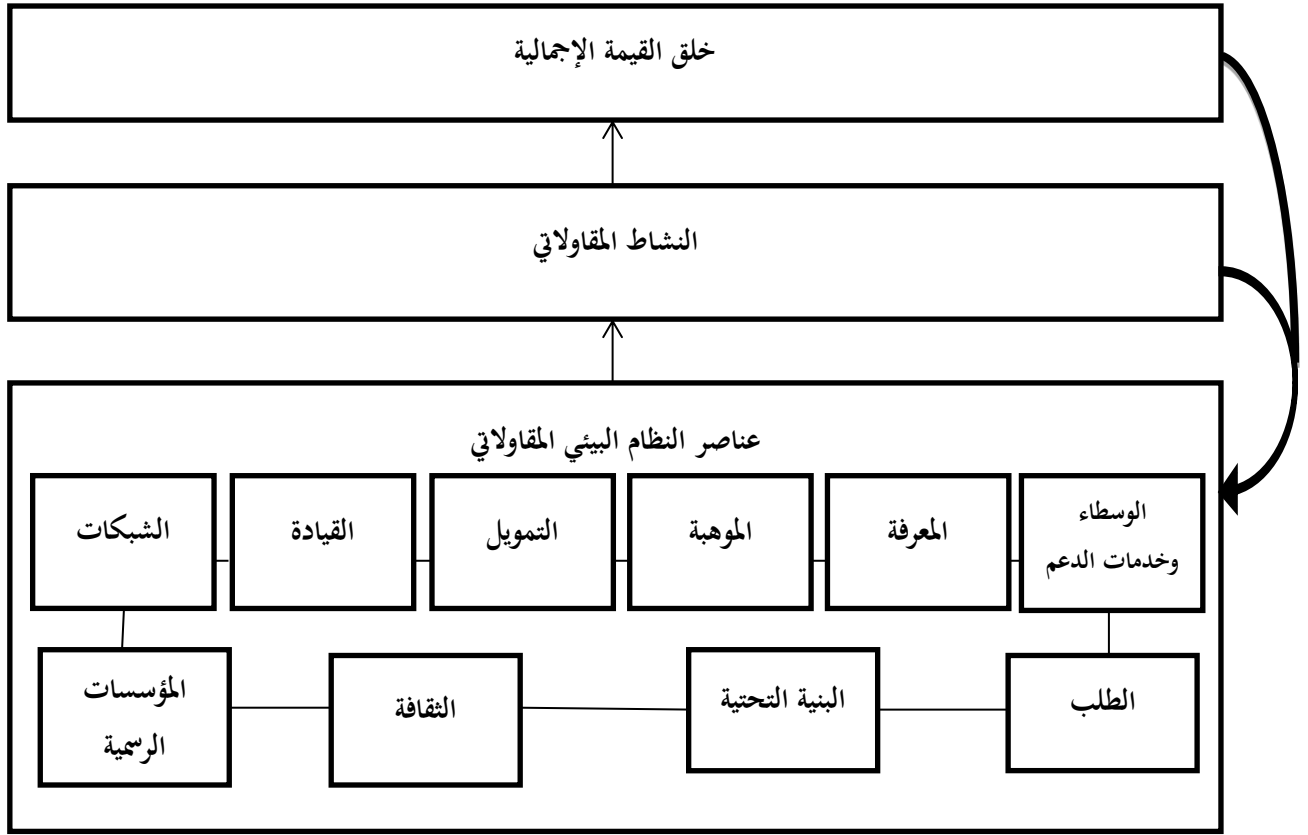 خلق القيمة الإجمالية
النشاط المقاولاتي
عناصر النظام البيئي المقاولاتي
الوسطاء
وخدمات الدعم
المعرفة
الموهبة
التمويل
القيادة
الشبكات
الطلب
البنية التحتية
الثقافة
المؤسسات
الرسمية